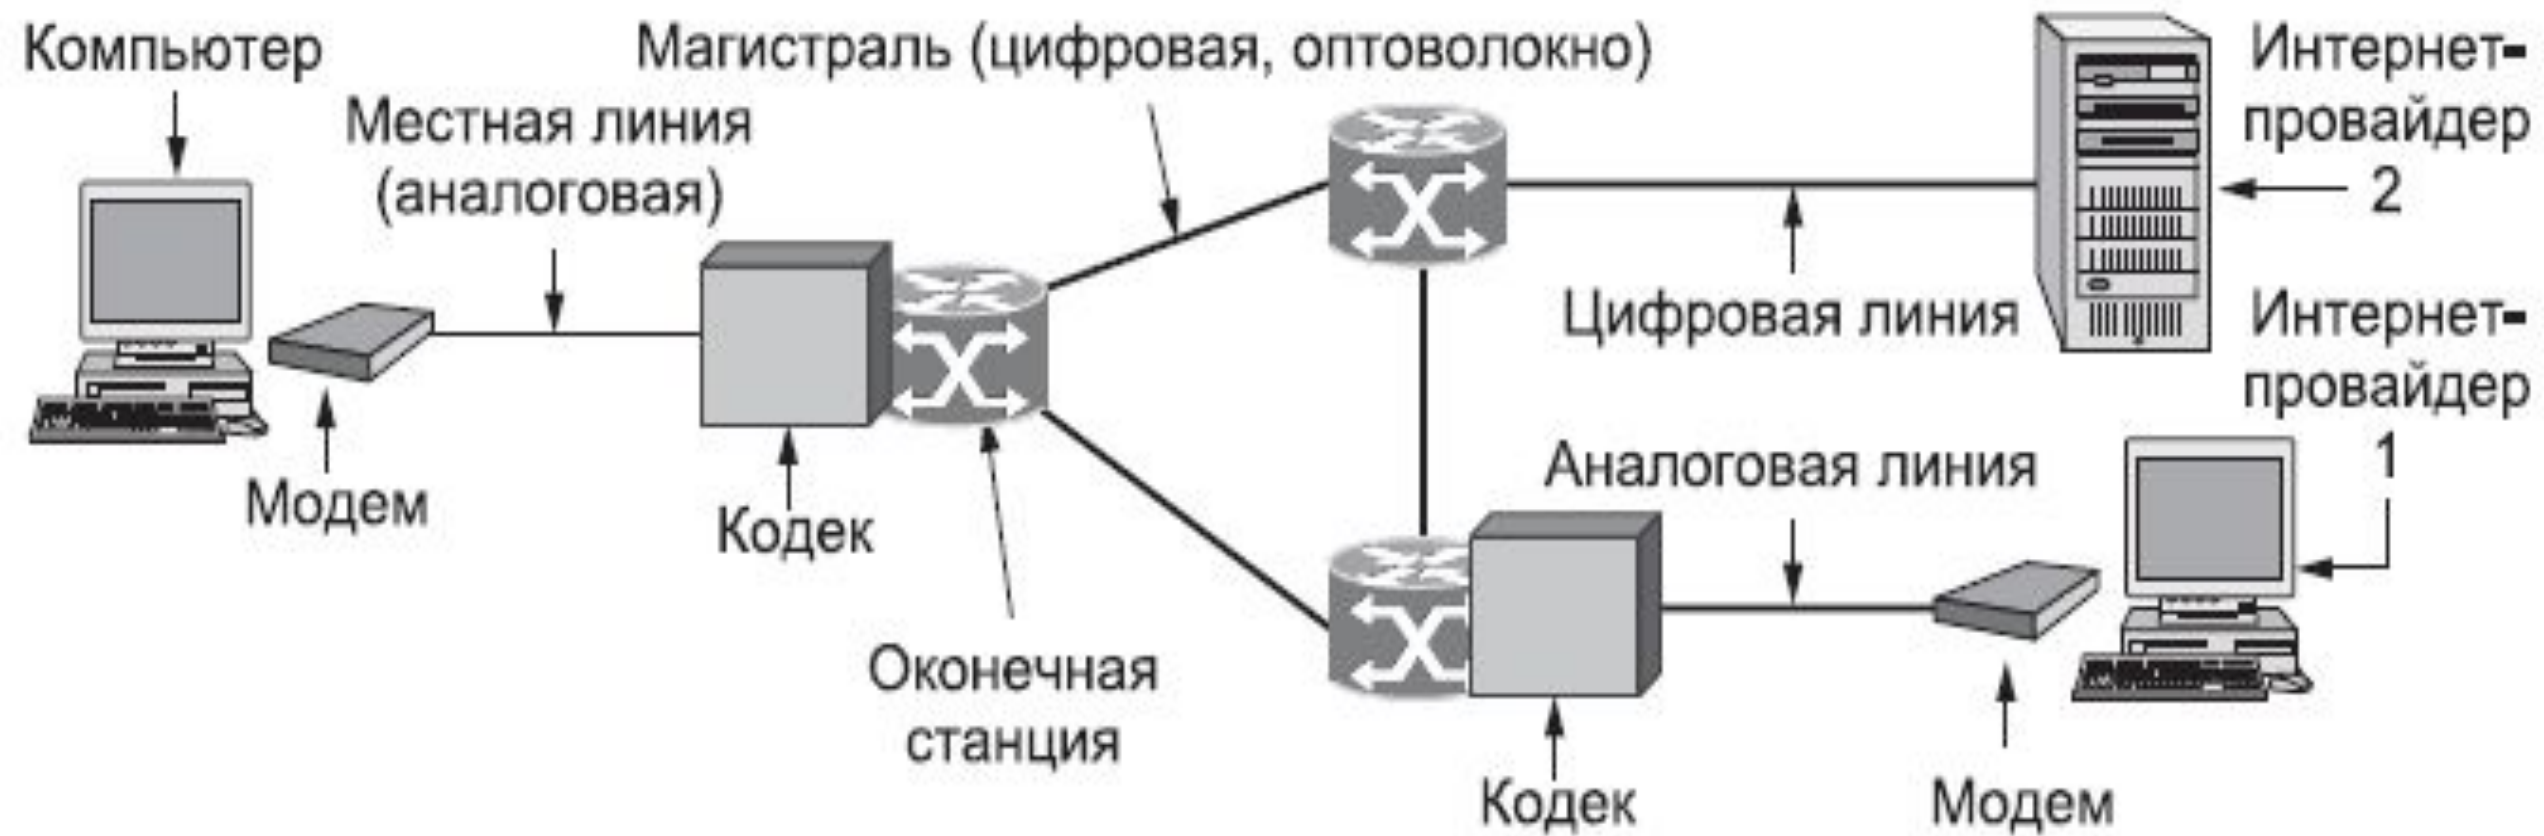 Компьютер
Магистраль (цифровая, оптоволокно)
Интернет-
провайдер
2
Местная линия
(аналоговая)
Цифровая линия
Интернет-
провайдер
1
Аналоговая линия
Модем
Кодек
Оконечная
станция
Кодек
Модем